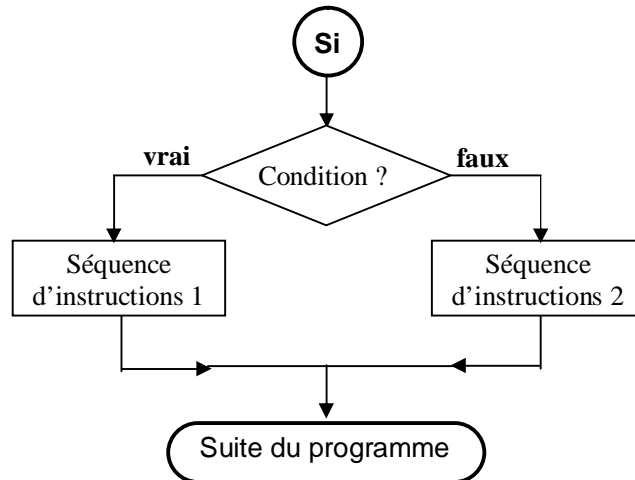 Si
vrai
faux
Condition ?
Séquence
d'instructions 1
Séquence
d'instructions 2
Suite du programme